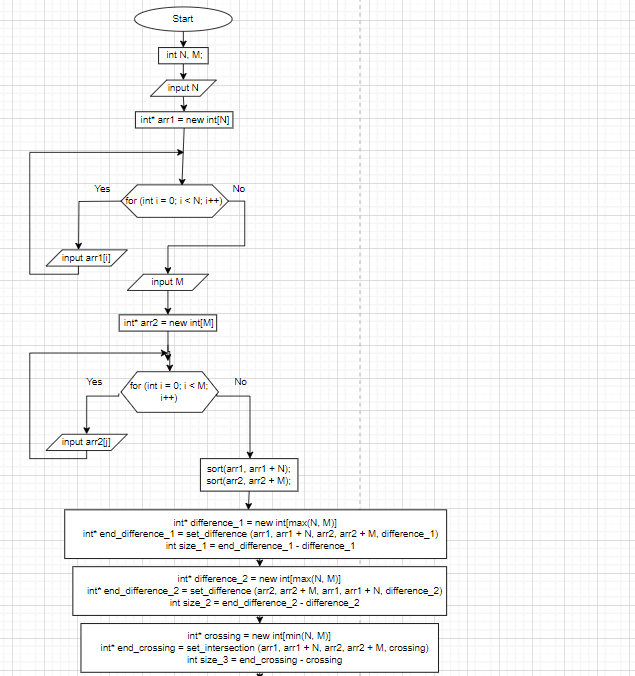 Start
int N, M;
input N
int* arr1 = new int[N]
Yes
No
for (int i = 0; i < N; i++)
input arr1[i]
input M
int* arr2 = new int[M]
Yes
No
for (int i = 0; i < M;
i++)
input arr2[i]
sort(arr1, arr1 + N);
sort(arr2, arr2 + M);
int* difference_1 = new int[max(N, M)]
int* end_difference_1 = set_difference (arr1, arr1 + N, arr2, arr2 + M, difference_1)
int size_1 = end_difference_1 - difference_1
int* difference_2 = new int[max(N, M)]
int* end_difference_2 = set_difference (arr2, arr2 + M, arr1, arr1 + N, difference_2)
int size_2 = end_difference_2 - difference_2
int* crossing = new int[min(N, M)]
int* end_crossing = set_intersection (arr1, arr1 + N, arr2, arr2 + M, crossing)
int size_3 = end_crossing - crossing